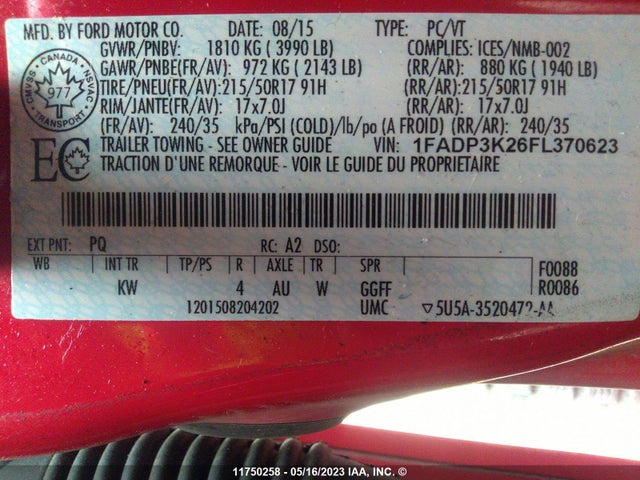 MFD. BY FORD MOTOR CO. DATE: 08/15 TYPE: PC/VT
GVWR/PNBV: 1810 KG ( 3990 LB) COMPLIES: ICES/NMB-002
GAWR/PNBE(FR/AV): 972 KG ( 2143 LB) (RR/AR): 880 KG ( 1940 LB)
TIRE/PNEU(FR/AV):215/50R17 91H (RR/AR):215/50R17 91H
RIM/JANTE(FR/AV): 17x7.0J (RR/AR): 17x7.0J
(FR/AV): 240/35 kPa/PSI (COLD)/lb/po (A FROID) (RR/AR): 240/35
TRAILER TOWING - SEE OWNER GUIDE VIN: 1FADP3K26FL370623
TRACTION D'UNE REMORQUE - VOIR LE GUIDE DU PROPRIETAIRE
CANADA
CMVSS NSVAC
977
TRANSPORT
EC
EXT PNT: PQ RC: A2 DSO:
WB INT TR TP/PS R AXLE TR SPR F0088
KW 4 AU W GGFF R0086
1201508204202 UMC ▽5U5A-3520472-AA
11750258 - 05/16/2023 IAA, Inc.